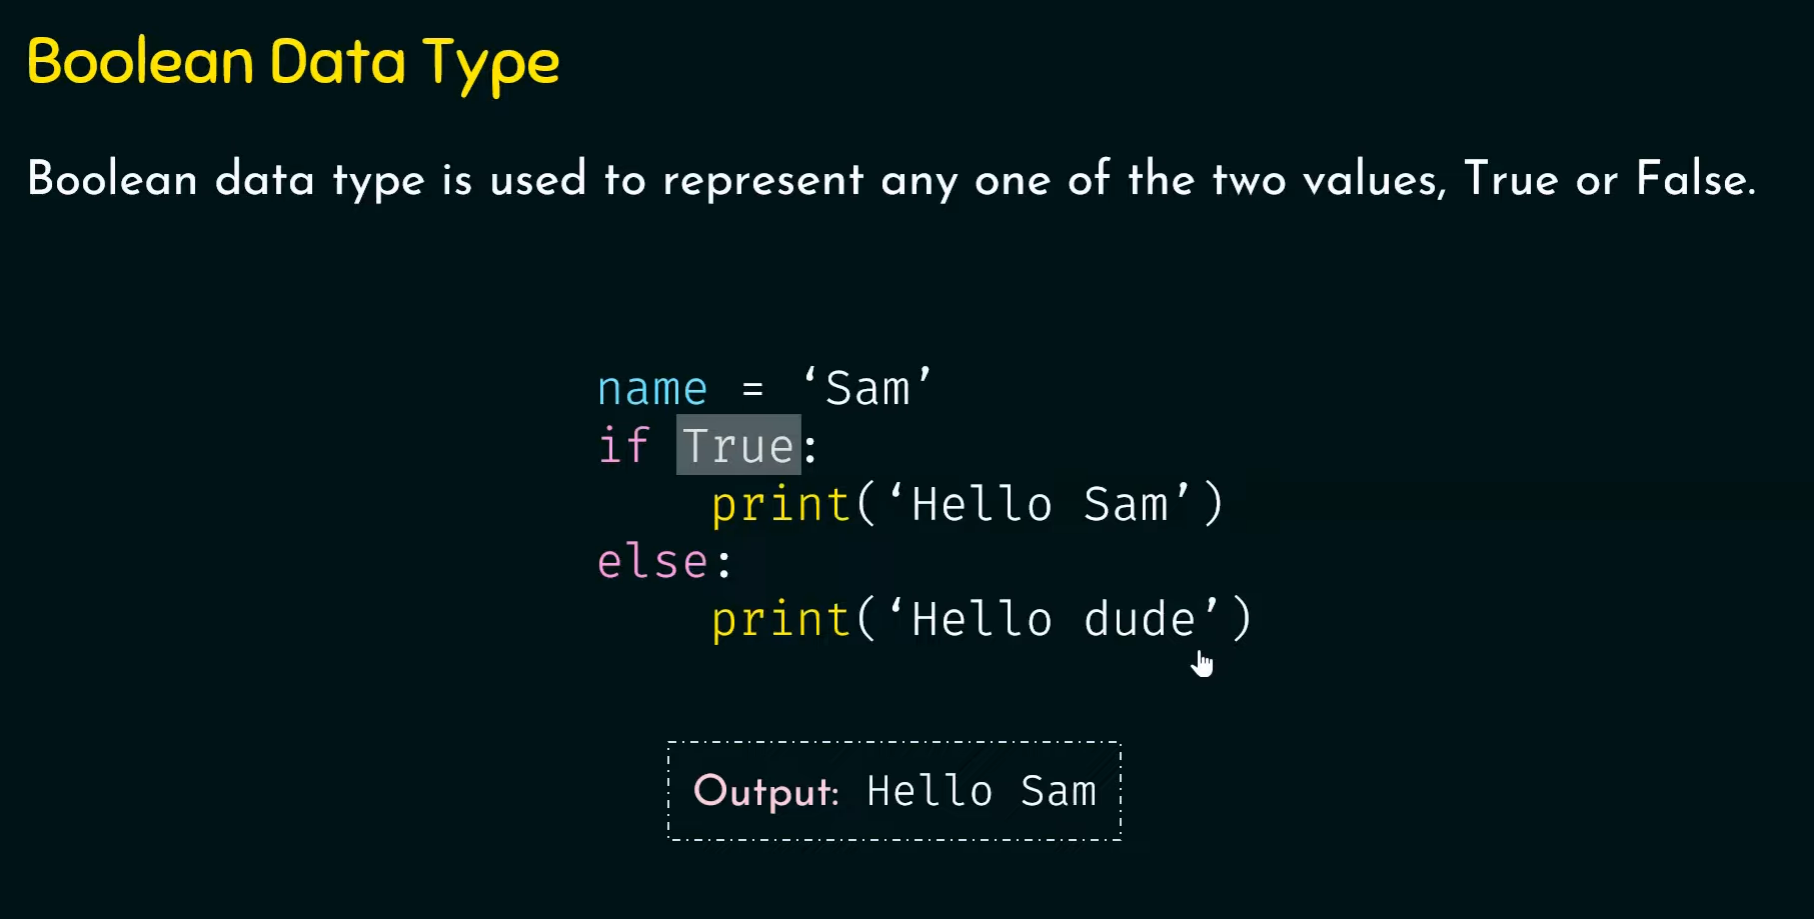 Boolean Data Type
Boolean data type is used to represent any one of the two values, True or False.
name = ‘Sam’
if True:
print(‘Hello Sam’)
else:
print(‘Hello dude’)
Output: Hello Sam